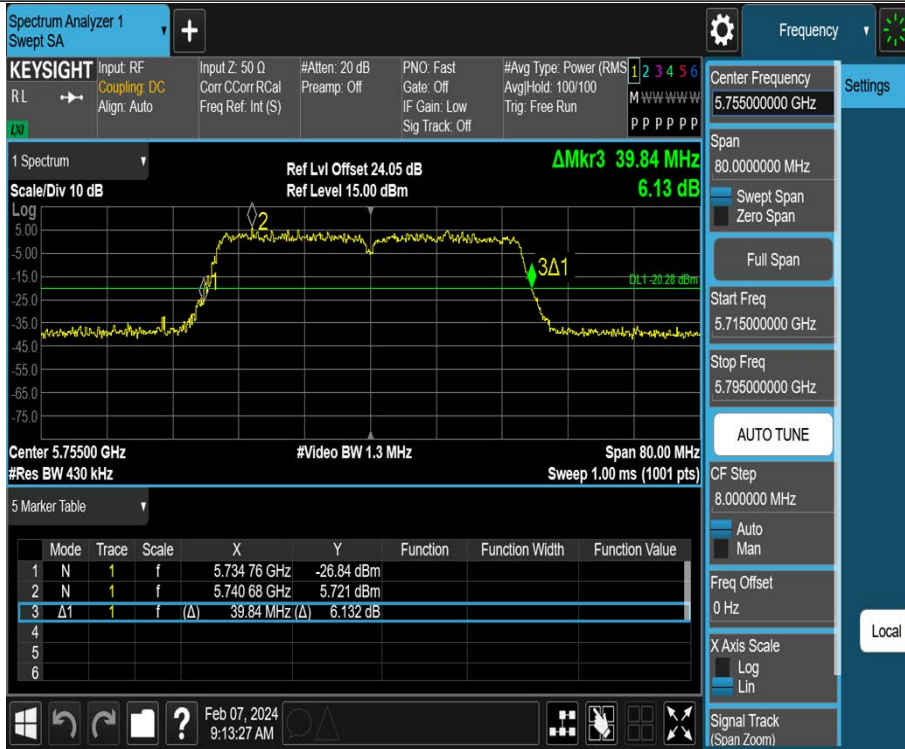 Spectrum Analyzer 1
Swept SA
+
Frequency
KEYSIGHT
R L
LXI
Input: RF
Coupling: DC
Align: Auto
Input Z: 50 Ω
Corr CCorr RCal
Freq Ref: Int (S)
#Atten: 20 dB
Preamp: Off
PNO: Fast
Gate: Off
IF Gain: Low
Sig Track: Off
#Avg Type: Power (RMS
Avg|Hold: 100/100
Trig: Free Run
1 2 3 4 5 6
M W W W W W
P P P P P P
1 Spectrum
Scale/Div 10 dB
Ref Lvl Offset 24.05 dB
Ref Level 15.00 dBm
ΔMkr3 39.84 MHz
6.13 dB
Log
5.00
-5.00
-15.0
-25.0
-35.0
-45.0
-55.0
-65.0
-75.0
2
1
3Δ1
DL1 -20.28 dBm
Center 5.75500 GHz
#Video BW 1.3 MHz
Span 80.00 MHz
#Res BW 430 kHz
Sweep 1.00 ms (1001 pts)
5 Marker Table
Mode Trace Scale X Y Function Function Width Function Value
1 N 1 f 5.734 76 GHz -26.84 dBm
2 N 1 f 5.740 68 GHz 5.721 dBm
3 Δ1 1 f (Δ) 39.84 MHz (Δ) 6.132 dB
4
5
6
?
Feb 07, 2024
9:13:27 AM
Center Frequency
5.755000000 GHz
Span
80.0000000 MHz
Swept Span
Zero Span
Full Span
Start Freq
5.715000000 GHz
Stop Freq
5.795000000 GHz
AUTO TUNE
CF Step
8.000000 MHz
Auto
Man
Freq Offset
0 Hz
X Axis Scale
Log
Lin
Signal Track
(Span Zoom)
Settings
Local